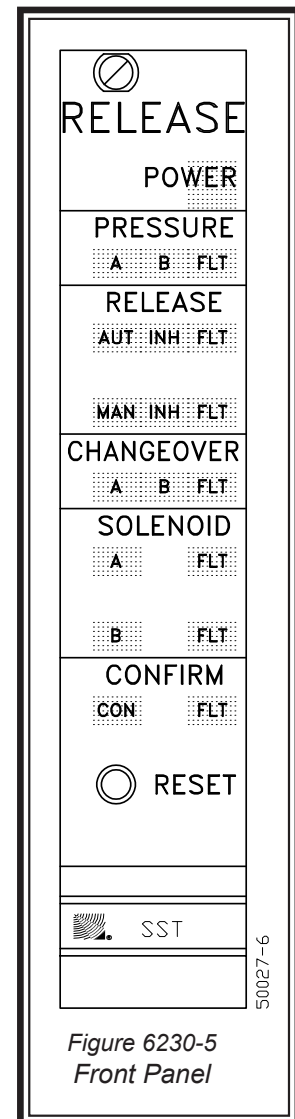 RELEASE
POWER
PRESSURE
A B FLT
RELEASE
AUT INH FLT
MAN INH FLT
CHANGEOVER
A B FLT
SOLENOID
A FLT
B FLT
CONFIRM
CON FLT
RESET
SST
50027-6
Figure 6230-5
Front Panel